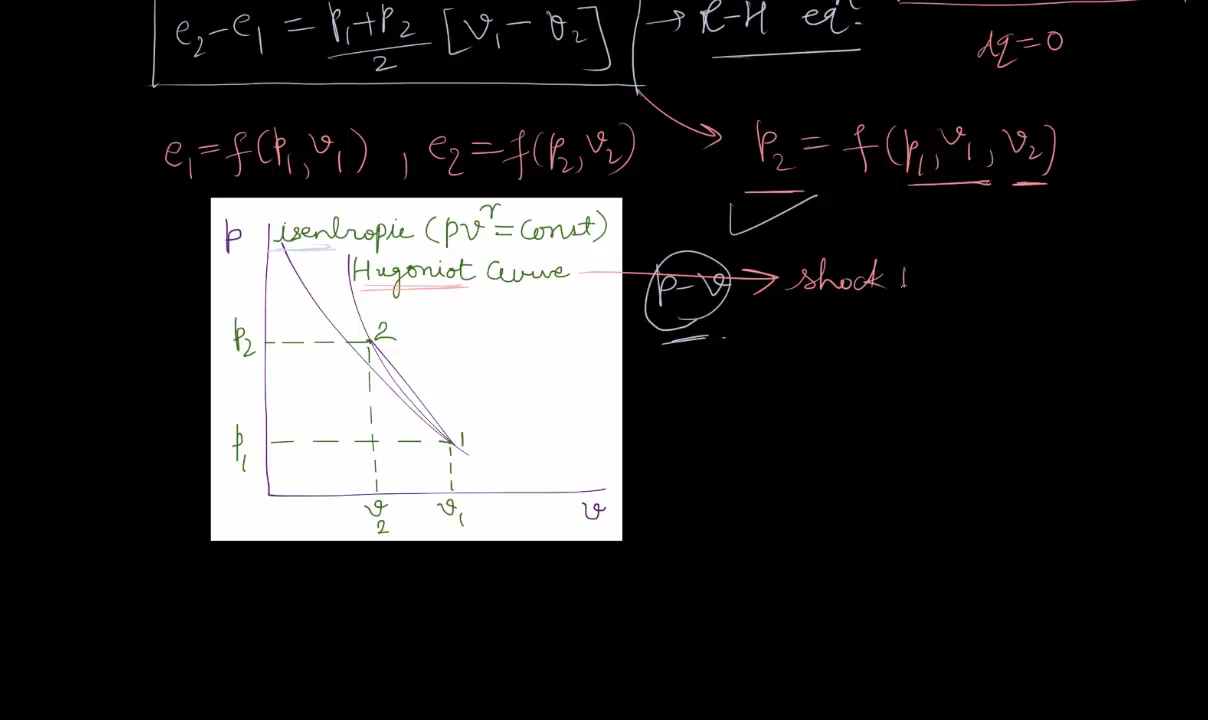 e₂-e₁ = p₁+p₂/2 [v₁ - v₂] → R-H eqⁿ.
dq=0
e₁=f(p₁,v₁) , e₂=f(p₂,v₂)
p₂ = f(p₁,v₁,v₂)
p
isentropic (pv^γ=const)
Hugoniot Curve
p-v
shock
p₂
2
p₁
1
v₂
v₁
v